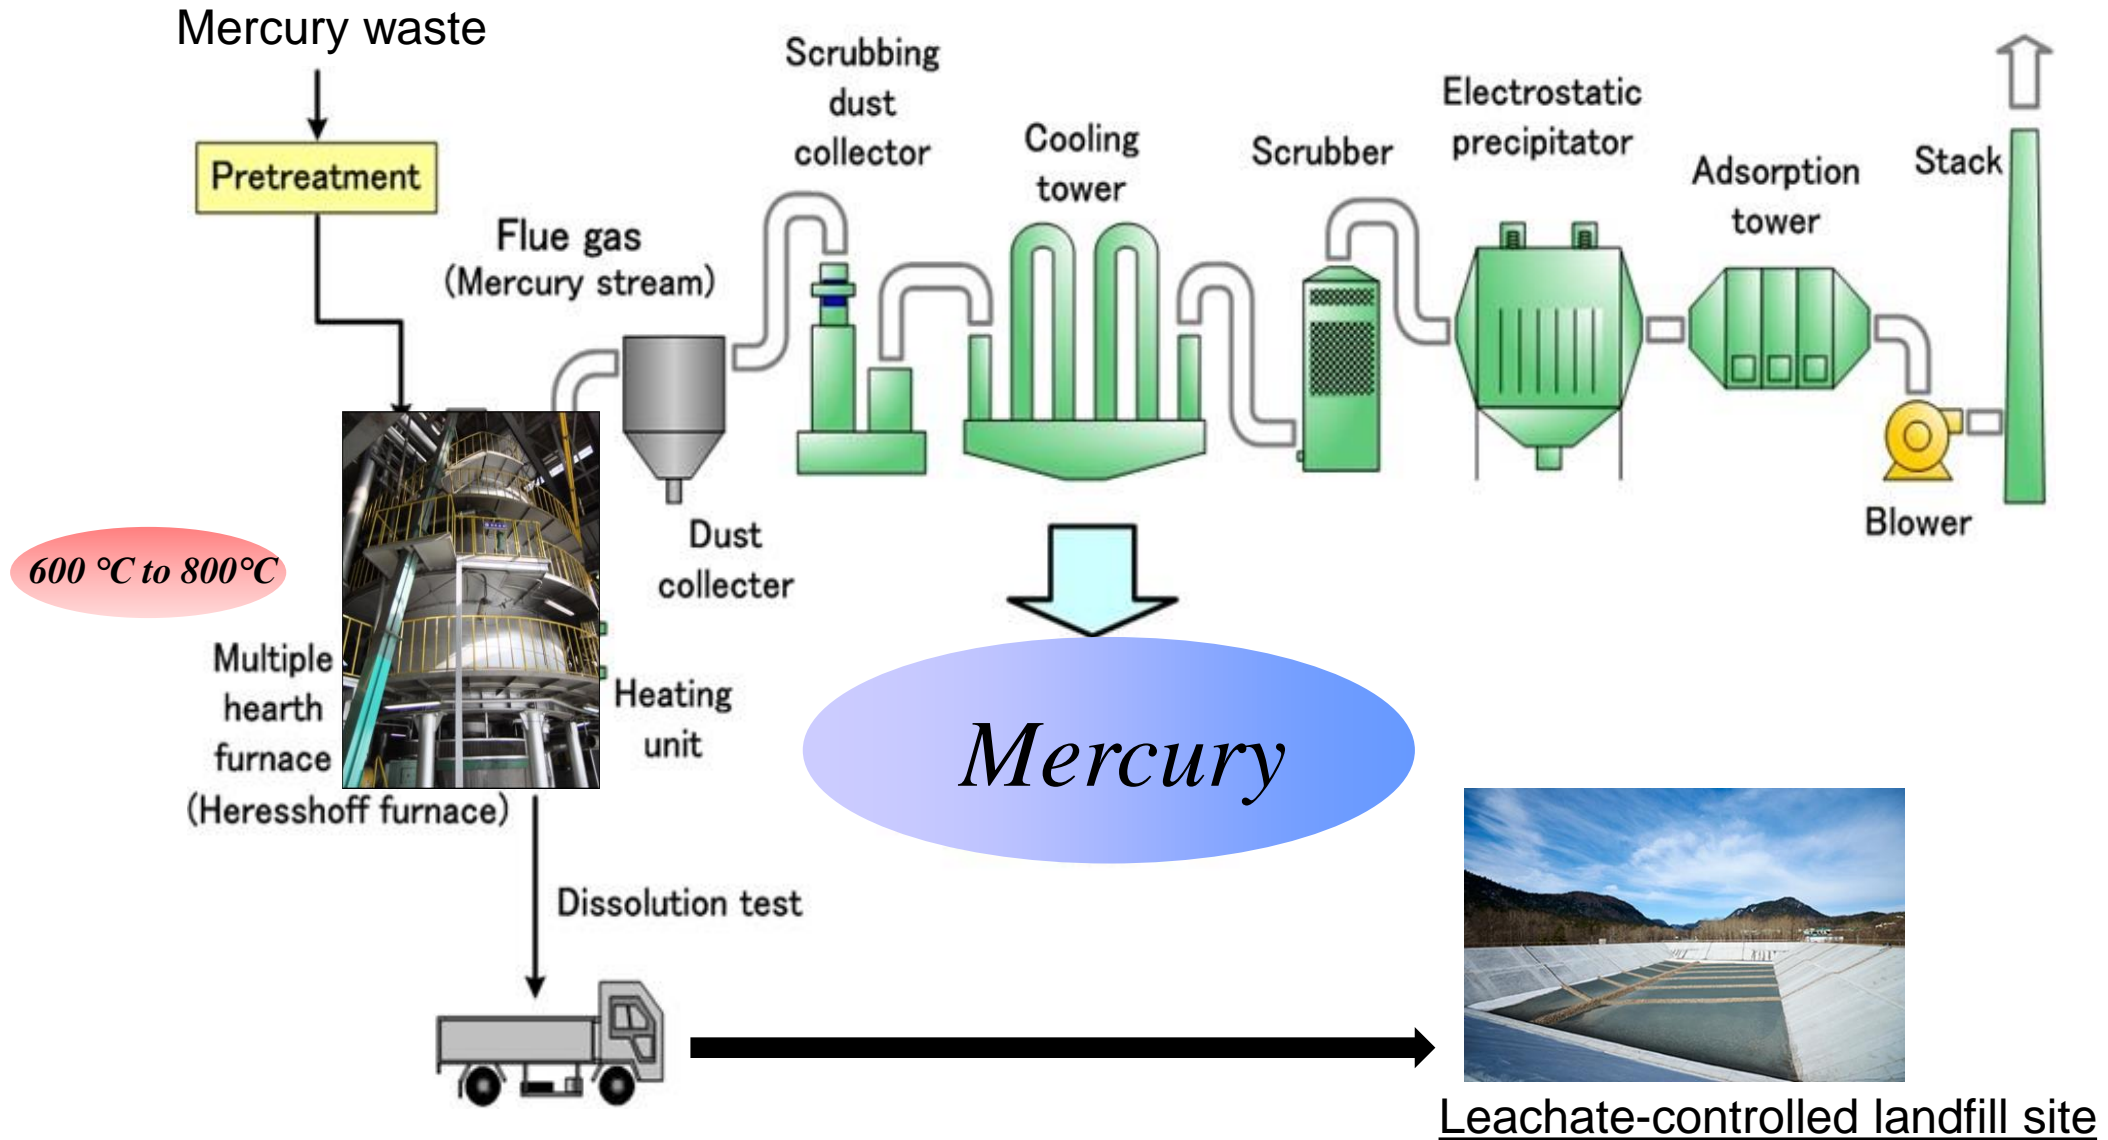 Mercury waste
Pretreatment
Flue gas
(Mercury stream)
Scrubbing
dust
collector
Cooling
tower
Scrubber
Electrostatic
precipitator
Adsorption
tower
Stack
Blower
Dust
collecter
600 °C to 800°C
Multiple
hearth
furnace
(Heresshoff furnace)
Heating
unit
Mercury
Dissolution test
Leachate-controlled landfill site